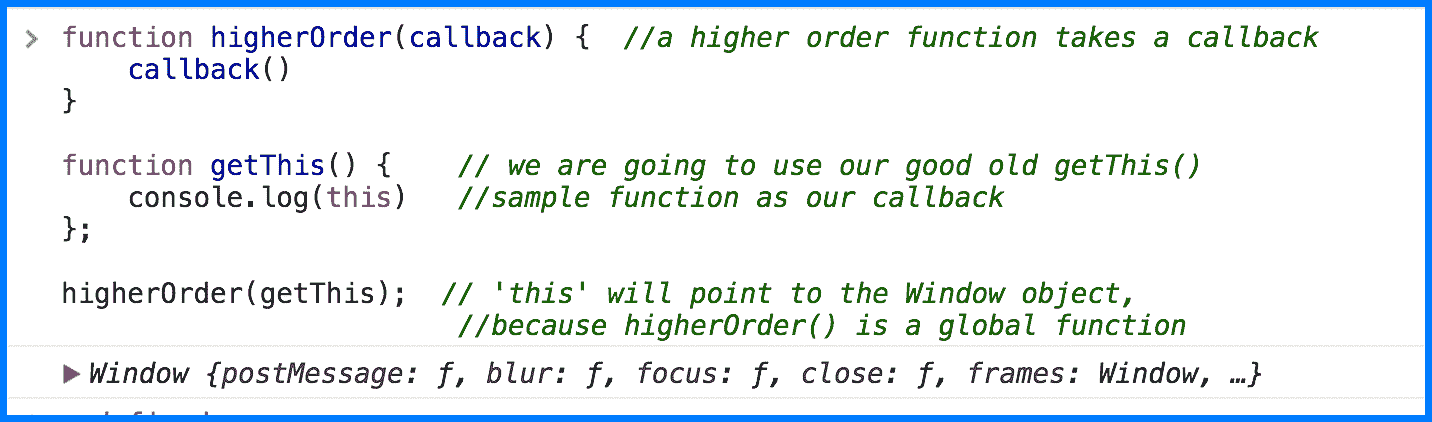 > function higherOrder(callback) {  //a higher order function takes a callback
    callback()
}
function getThis() {    // we are going to use our good old getThis()
    console.log(this)   //sample function as our callback
};
higherOrder(getThis);  // 'this' will point to the Window object,
                        //because higherOrder() is a global function
▶ Window {postMessage: ƒ, blur: ƒ, focus: ƒ, close: ƒ, frames: Window, …}